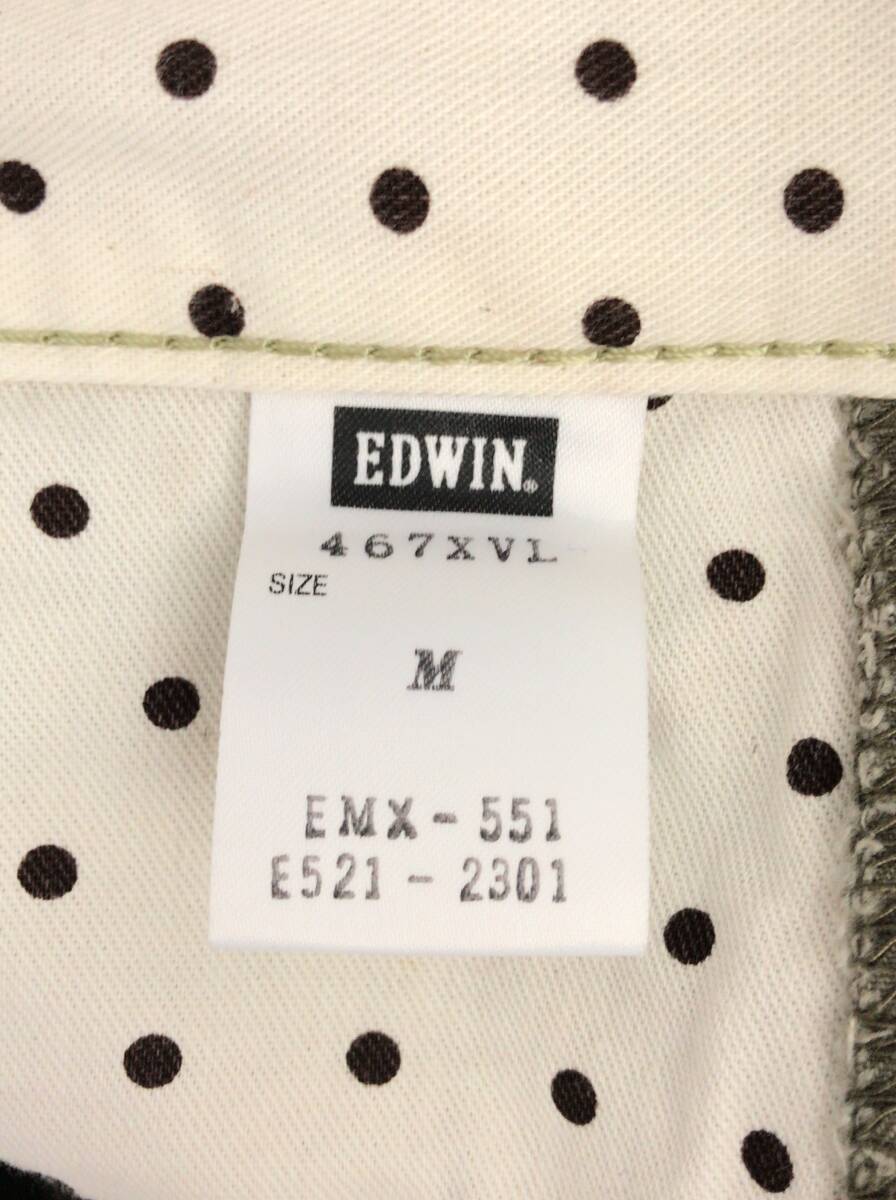 EDWIN®
467XVL
SIZE
M
EMX-551
E521-2301